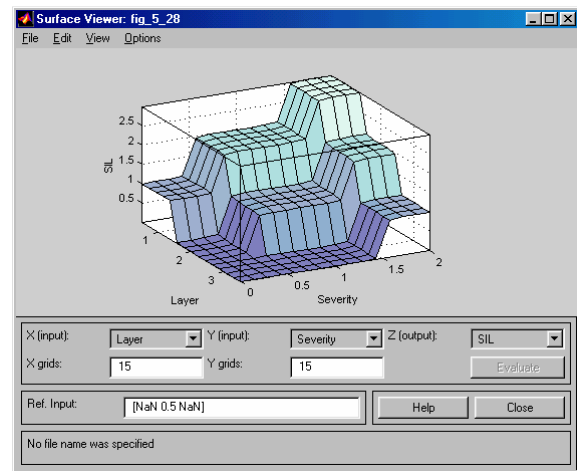 Surface Viewer: fig_5_28
File Edit View Options
2.5
2
1.5
1
0.5
SIL
1
2
3
Layer
0
0.5
1
1.5
2
Severity
X (input): Layer Y (input): Severity Z (output): SIL
X grids: 15 Y grids: 15 Evaluate
Ref. Input: [NaN 0.5 NaN] Help Close
No file name was specified